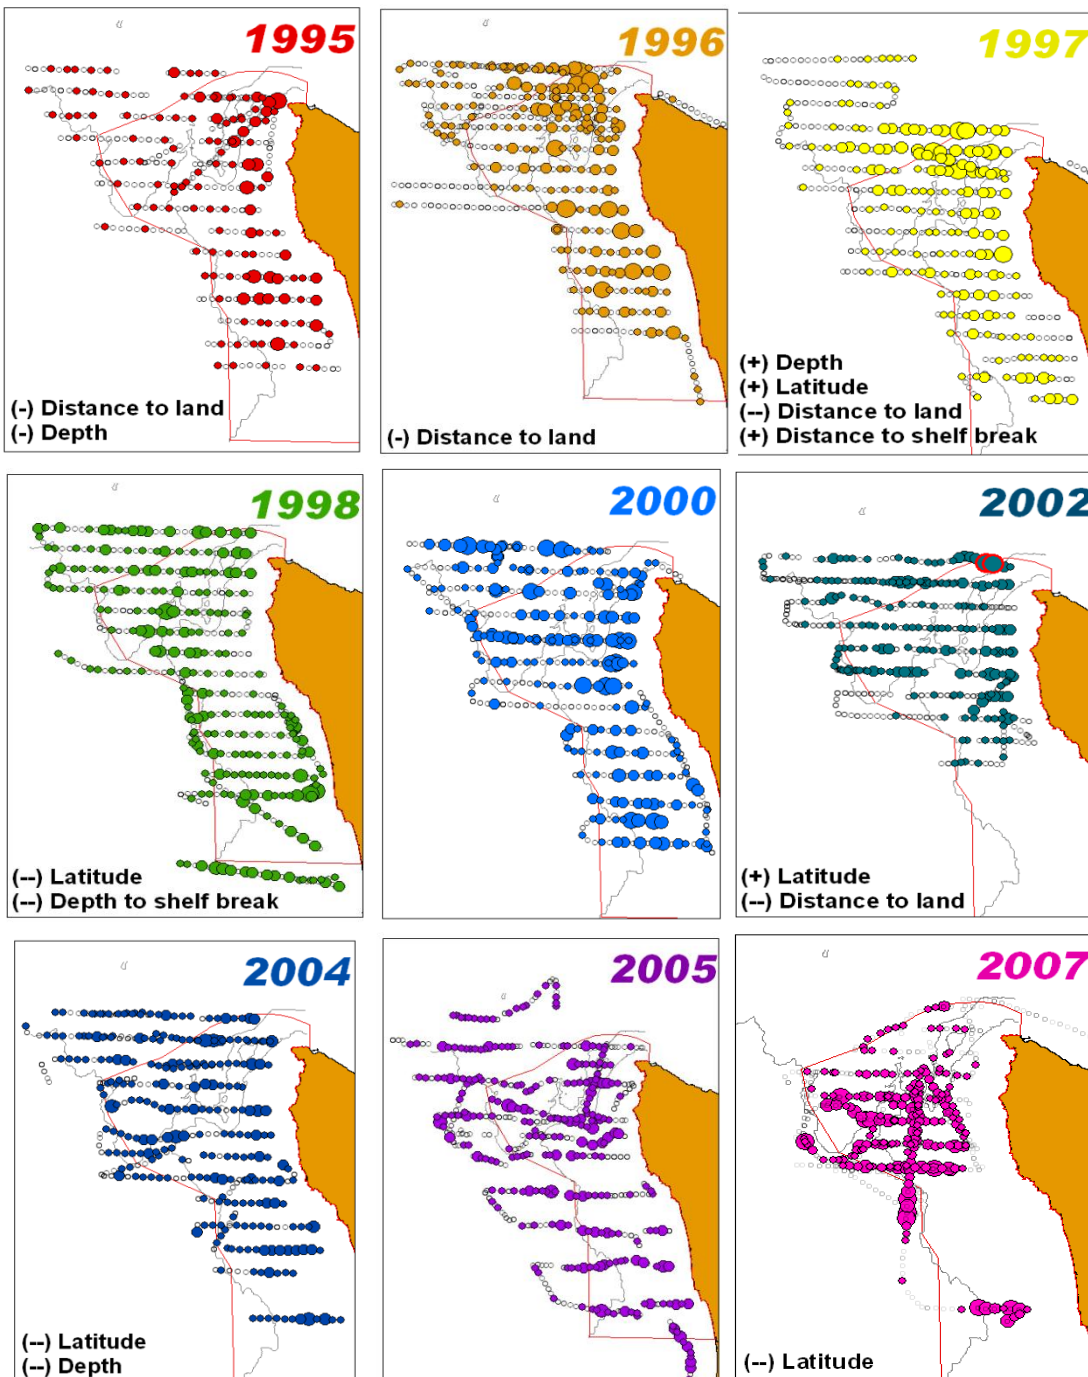 1995
(-) Distance to land
(-) Depth
1996
(-) Distance to land
1997
(+) Depth
(+) Latitude
(--) Distance to land
(+) Distance to shelf break
1998
(--) Latitude
(--) Depth to shelf break
2000
2002
(+) Latitude
(--) Distance to land
2004
(--) Latitude
(--) Depth
2005
2007
(--) Latitude